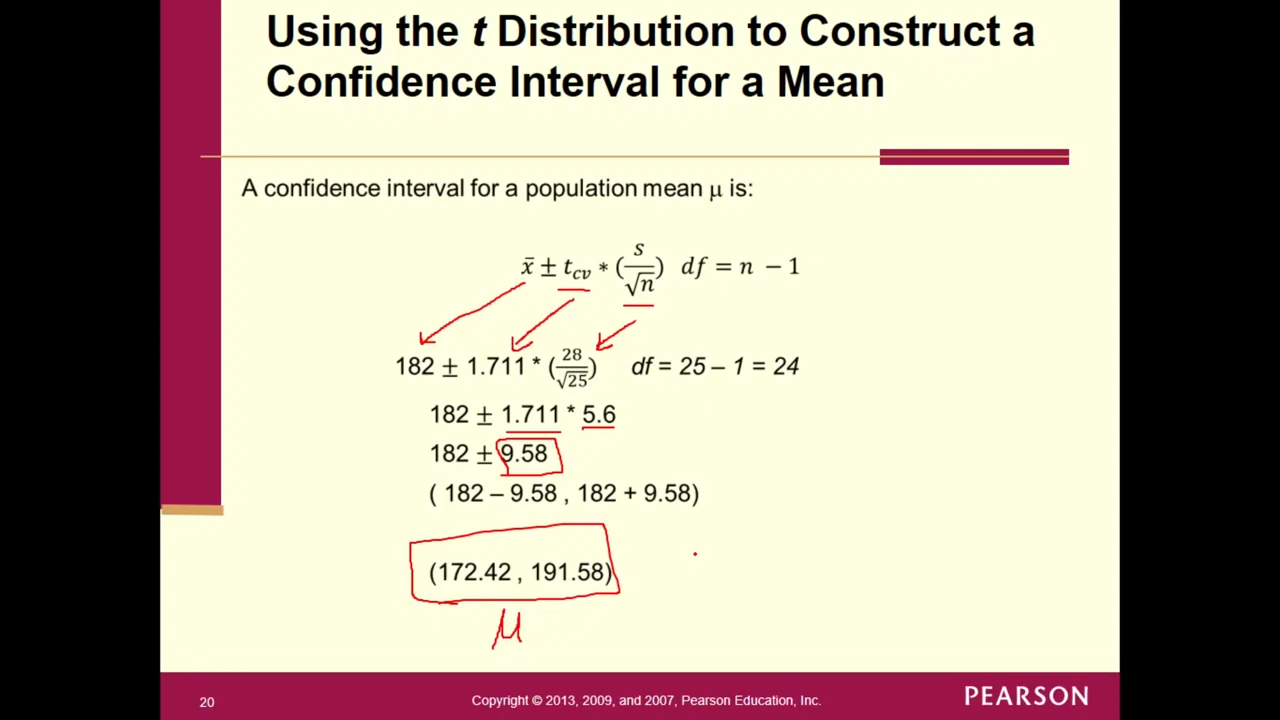 Using the t Distribution to Construct a
Confidence Interval for a Mean
A confidence interval for a population mean μ is:
x̄ ± t_cv * (s/√n) df = n − 1
182 ± 1.711 * (28/√25) df = 25 – 1 = 24
182 ± 1.711 * 5.6
182 ± 9.58
( 182 – 9.58 , 182 + 9.58)
(172.42 , 191.58)
μ
20
Copyright © 2013, 2009, and 2007, Pearson Education, Inc.
PEARSON